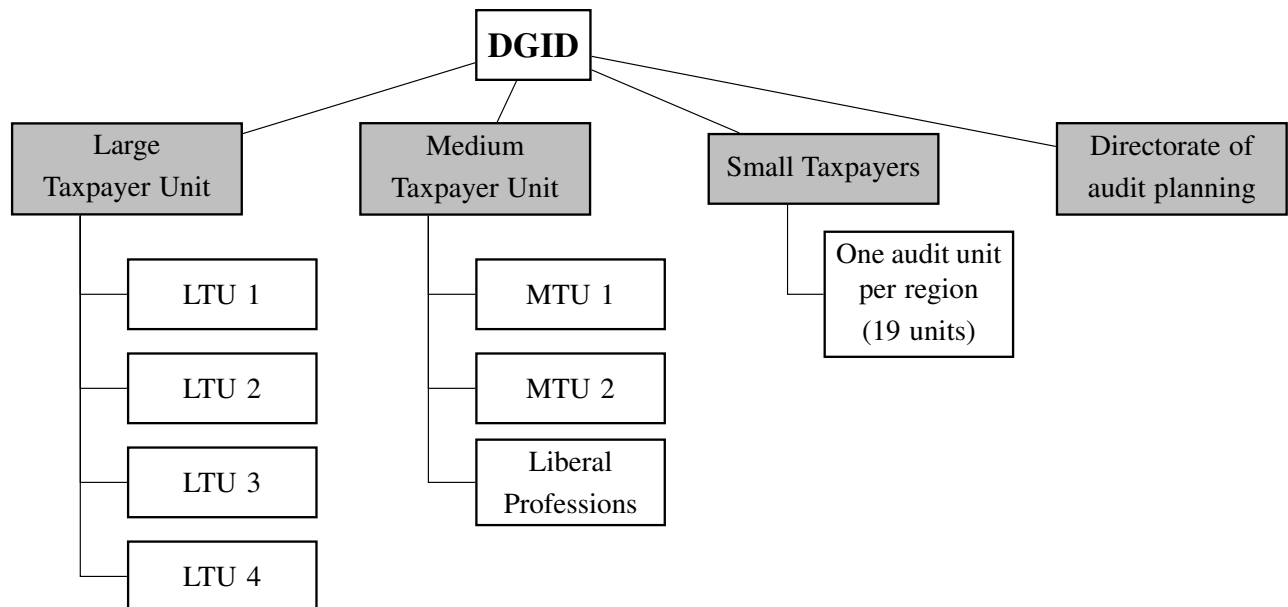 DGID
Large
Taxpayer Unit
Medium
Taxpayer Unit
Small Taxpayers
Directorate of
audit planning
LTU 1
LTU 2
LTU 3
LTU 4
MTU 1
MTU 2
Liberal
Professions
One audit unit
per region
(19 units)